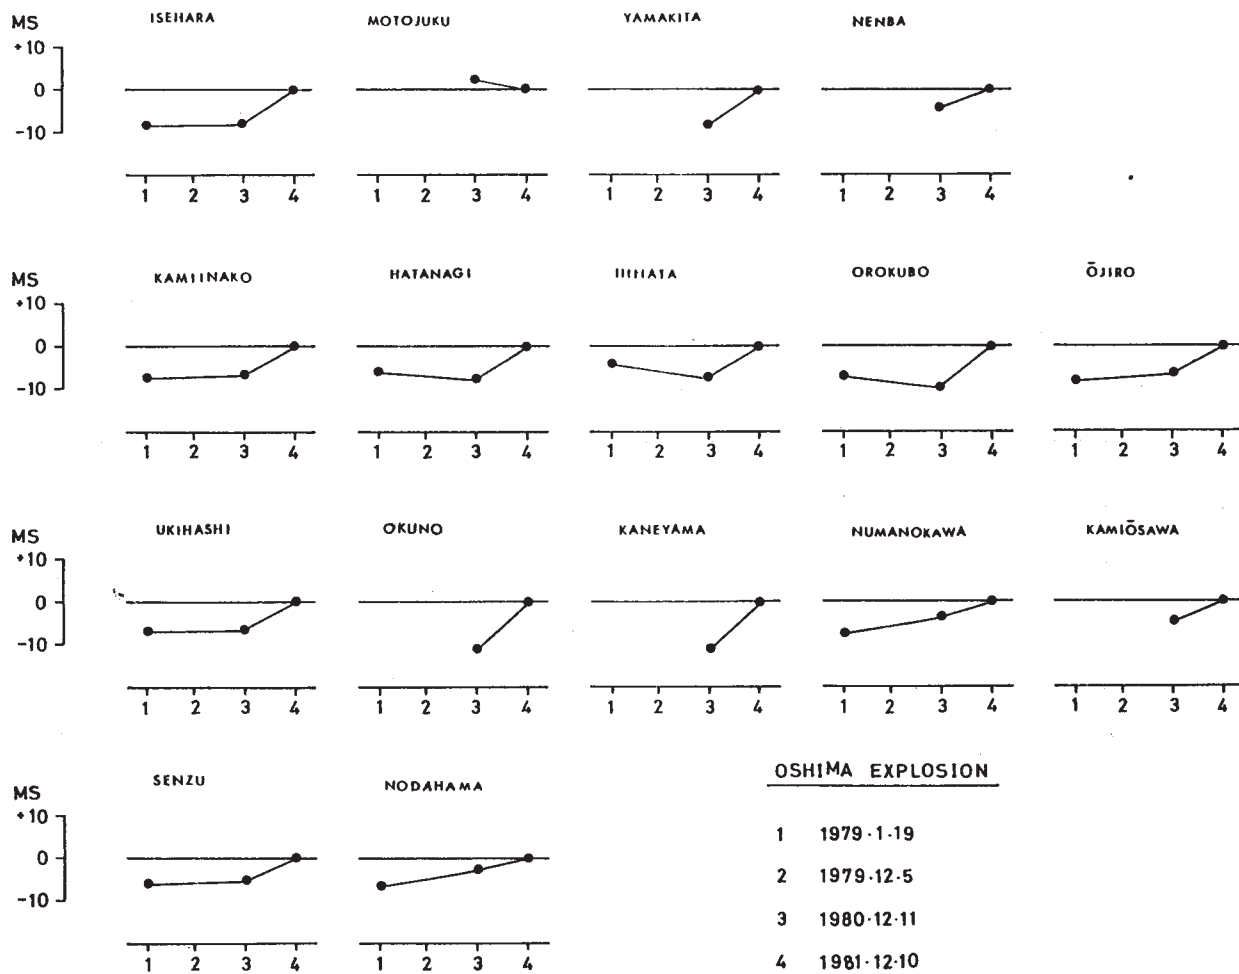 MS ISEHARA MOTOJUKU YAMAKITA NENBA
+10
0
-10
1 2 3 4 1 2 3 4 1 2 3 4 1 2 3 4
MS KAMIINAKO HATANAGI OROKUBO ŌJIRO
+10
0
-10
1 2 3 4 1 2 3 4 1 2 3 4 1 2 3 4 1 2 3 4
MS UKIHASHI OKUNO KANEYAMA NUMANOKAWA KAMIŌSAWA
+10
0
-10
1 2 3 4 1 2 3 4 1 2 3 4 1 2 3 4 1 2 3 4
MS SENZU NODAHAMA
+10
0
-10
1 2 3 4 1 2 3 4
OSHIMA EXPLOSION
1 1979·1·19
2 1979·12·5
3 1980·12·11
4 1981·12·10